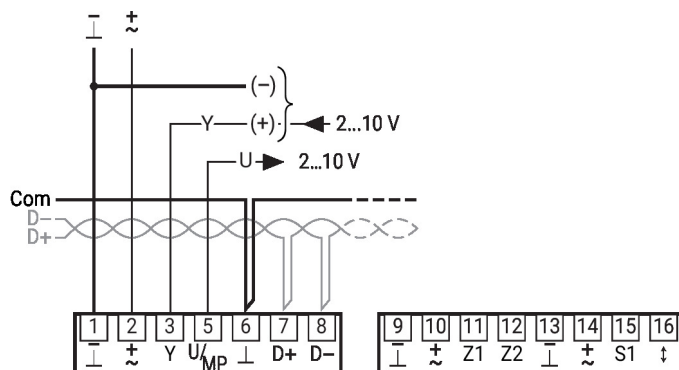 – +
⊥ ~
(–)
Y (+) 2...10 V
U 2...10 V
Com
D–
D+
1 2 3 5 6 7 8 9 10 11 12 13 14 15 16
– + Y U/MP ⊥ D+ D– – + Z1 Z2 – + S1 ↕
⊥ ~ ⊥ ~ ⊥ ~